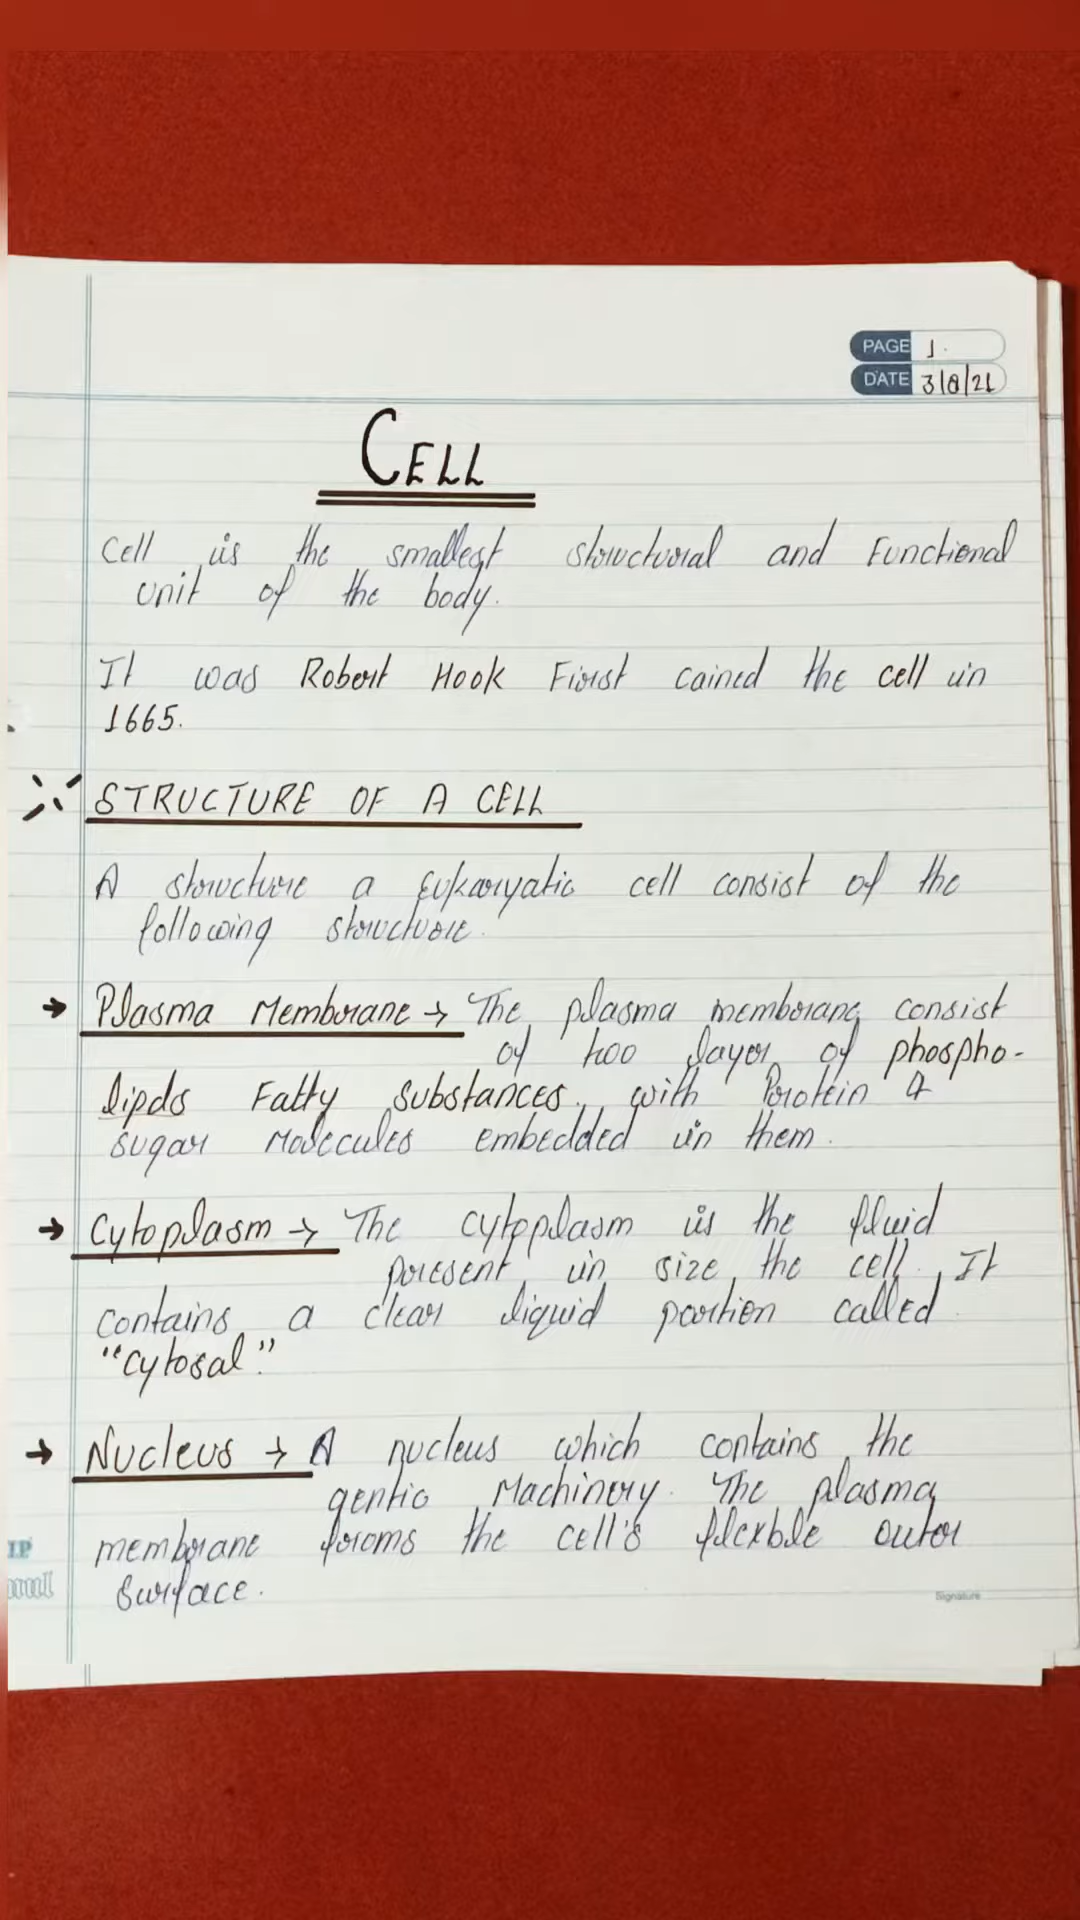 PAGE 1.
DATE 3/8/21
CELL
Cell is the smallest structural and Functional
unit of the body.
It was Robert Hook First cained the cell in
1665.
STRUCTURE OF A CELL
A structure a Eukaryatic cell consist of the
following structure.
→ Plasma Membrane → The plasma membrane consist
of two layer of phospho-
lipds Fatty substances, with Protein &
sugar Molecules embedded in them.
→ Cytoplasm → The cytoplasm is the fluid
present in size the cell. It
contains a clear liquid portion called
"cytosal."
→ Nucleus → A nucleus which contains the
gentic Machinery. The plasma
membrane froms the cell's flexble outer
surface.
Signature